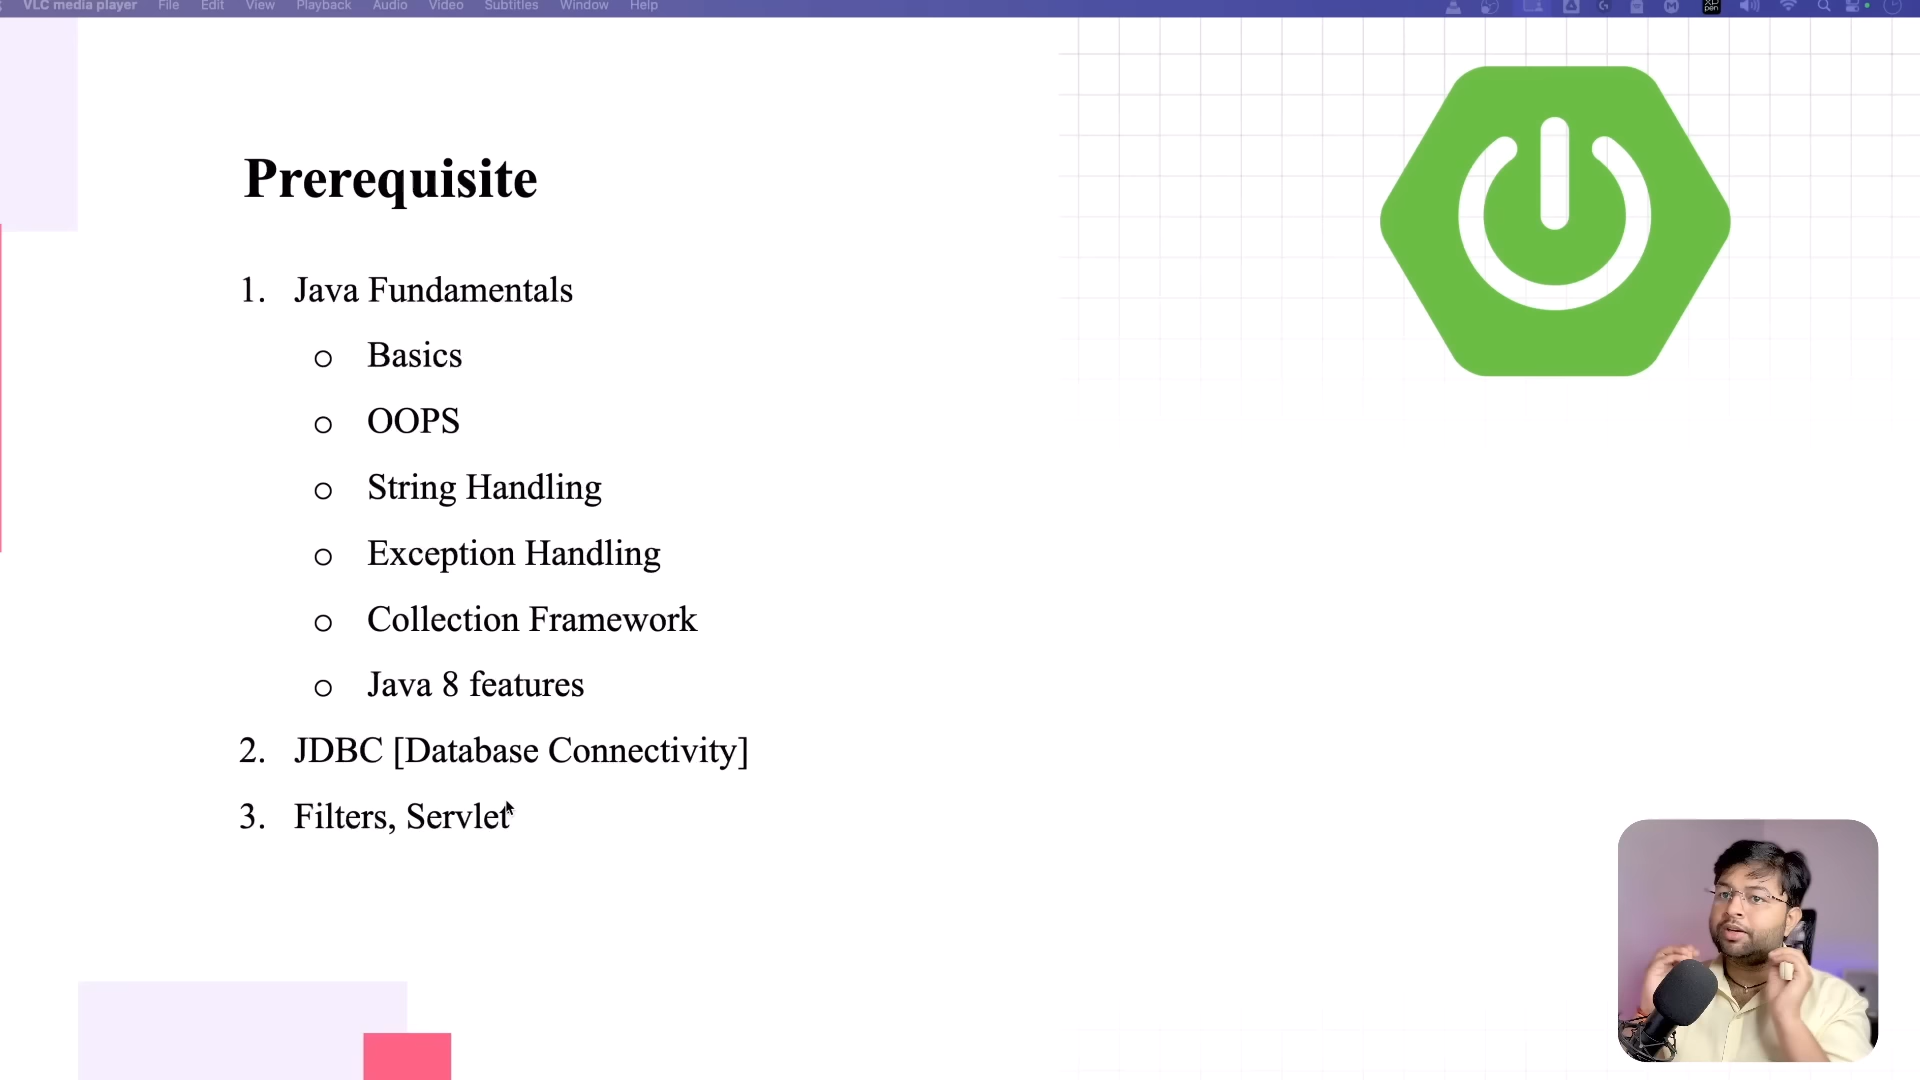 VLC media player File Edit View Playback Audio Video Subtitles Window Help
Prerequisite
1. Java Fundamentals
o Basics
o OOPS
o String Handling
o Exception Handling
o Collection Framework
o Java 8 features
2. JDBC [Database Connectivity]
3. Filters, Servlet